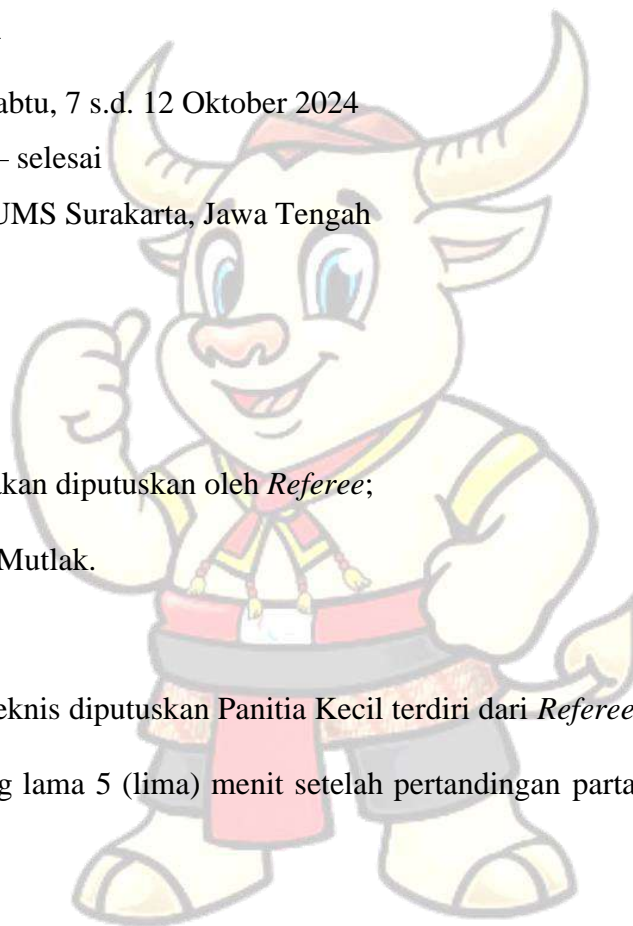 abtu, 7 s.d. 12 Oktober 2024
– selesai
UMS Surakarta, Jawa Tengah
akan diputuskan oleh Referee;
Mutlak.
eknis diputuskan Panitia Kecil terdiri dari Referee
g lama 5 (lima) menit setelah pertandingan parta